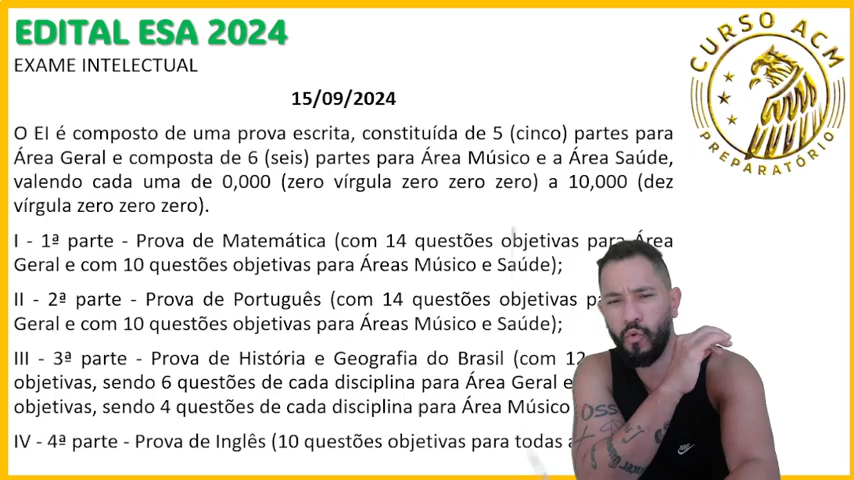 EDITAL ESA 2024
EXAME INTELECTUAL
15/09/2024
O EI é composto de uma prova escrita, constituída de 5 (cinco) partes para
Área Geral e composta de 6 (seis) partes para Área Músico e a Área Saúde,
valendo cada uma de 0,000 (zero vírgula zero zero zero) a 10,000 (dez
vírgula zero zero zero).
I - 1ª parte - Prova de Matemática (com 14 questões objetivas para Área
Geral e com 10 questões objetivas para Áreas Músico e Saúde);
II - 2ª parte - Prova de Português (com 14 questões objetivas
Geral e com 10 questões objetivas para Áreas Músico e Saúde);
III - 3ª parte - Prova de História e Geografia do Brasil (com 12
objetivas, sendo 6 questões de cada disciplina para Área Geral e
objetivas, sendo 4 questões de cada disciplina para Área Músico
IV - 4ª parte - Prova de Inglês (10 questões objetivas para todas
CURSO ACM
PREPARATÓRIO
OSS